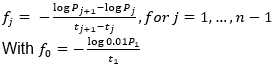 f_j = − (log P_{j+1} − log P_j) / (t_{j+1} − t_j), for j = 1, …, n − 1
With f_0 = − (log 0.01P_1) / t_1